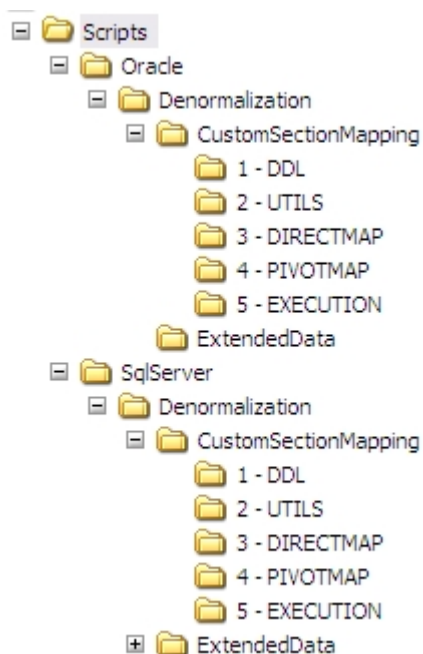 Scripts
Oracle
Denormalization
CustomSectionMapping
1 - DDL
2 - UTILS
3 - DIRECTMAP
4 - PIVOTMAP
5 - EXECUTION
ExtendedData
SqlServer
Denormalization
CustomSectionMapping
1 - DDL
2 - UTILS
3 - DIRECTMAP
4 - PIVOTMAP
5 - EXECUTION
ExtendedData